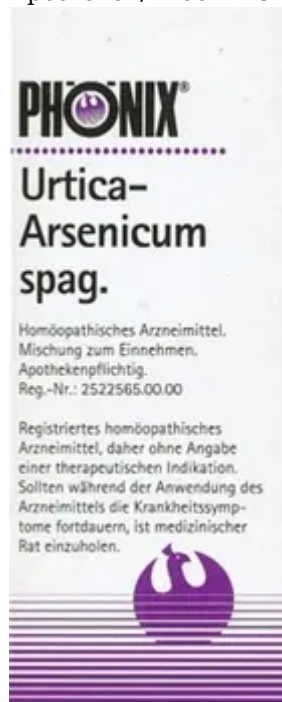 PHÖNIX®
Urtica-
Arsenicum
spag.
Homöopathisches Arzneimittel.
Mischung zum Einnehmen.
Apothekenpflichtig.
Reg.-Nr.: 2522565.00.00
Registriertes homöopathisches
Arzneimittel, daher ohne Angabe
einer therapeutischen Indikation.
Sollten während der Anwendung des
Arzneimittels die Krankheitssymp-
tome fortdauern, ist medizinischer
Rat einzuholen.